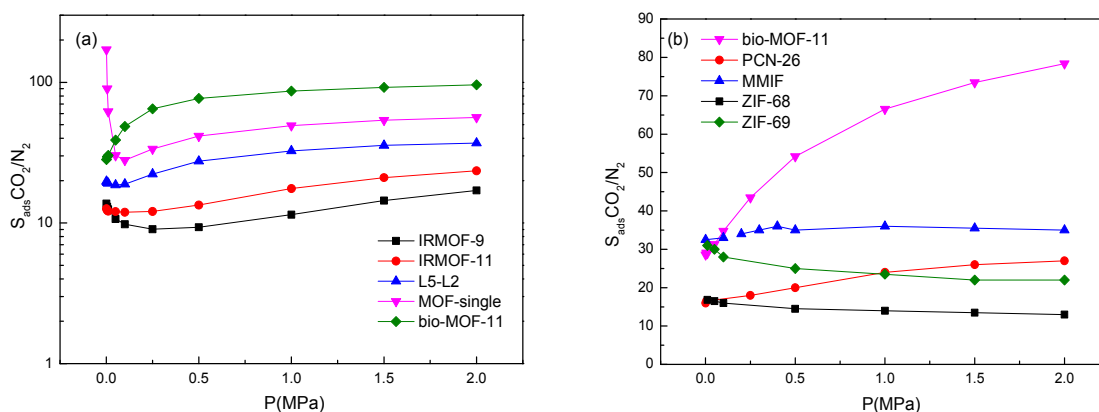 (a)
S_ads CO₂/N₂
100
10
1
0.0 0.5 1.0 1.5 2.0
P(MPa)
IRMOF-9
IRMOF-11
L5-L2
MOF-single
bio-MOF-11
(b)
S_ads CO₂/N₂
90
80
70
60
50
40
30
20
10
0
0.0 0.5 1.0 1.5 2.0
P(MPa)
bio-MOF-11
PCN-26
MMIF
ZIF-68
ZIF-69